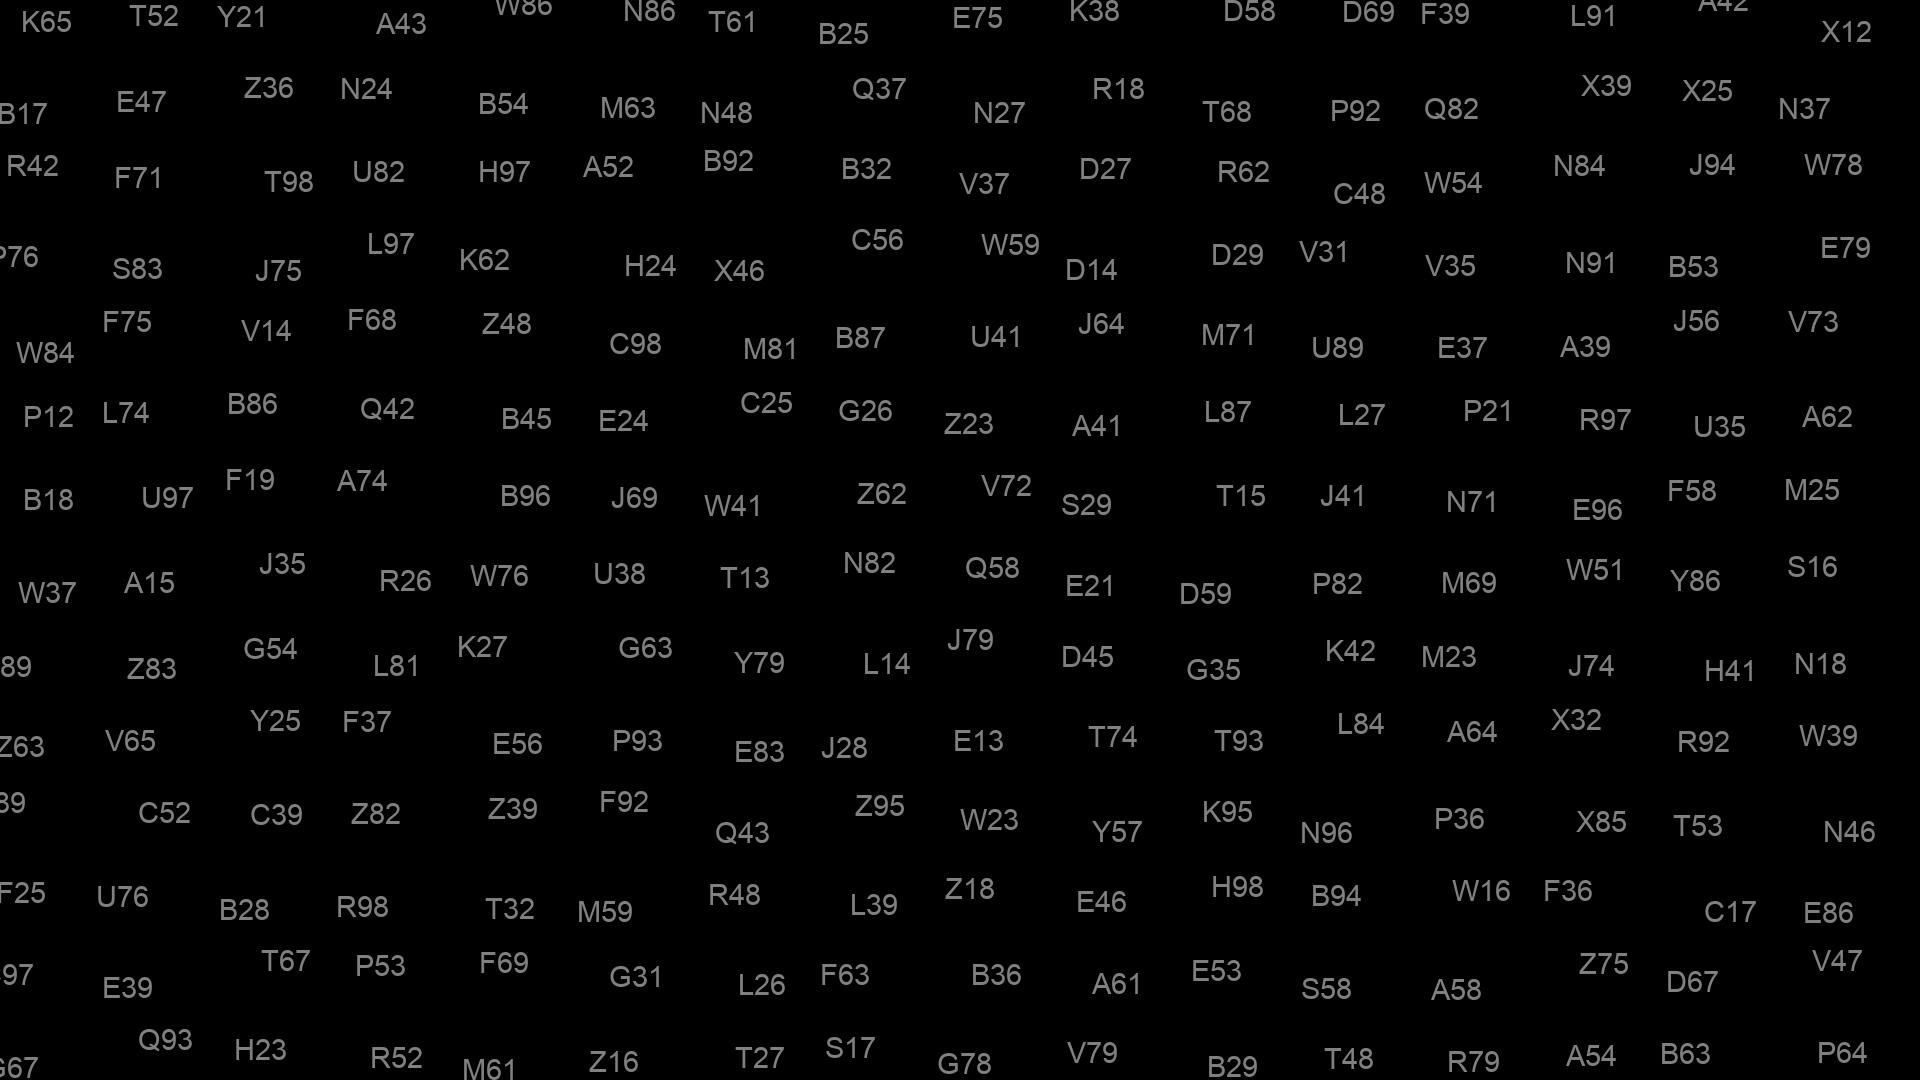 K65 T52 Y21 A43 W86 N86 T61 B25 E75 K38 D58 D69 F39 L91 A42 X12
B17 E47 Z36 N24 B54 M63 N48 Q37 N27 R18 T68 P92 Q82 X39 X25 N37
R42 F71 T98 U82 H97 A52 B92 B32 V37 D27 R62 C48 W54 N84 J94 W78
P76 S83 J75 L97 K62 H24 X46 C56 W59 D14 D29 V31 V35 N91 B53 E79
W84 F75 V14 F68 Z48 C98 M81 B87 U41 J64 M71 U89 E37 A39 J56 V73
P12 L74 B86 Q42 B45 E24 C25 G26 Z23 A41 L87 L27 P21 R97 U35 A62
B18 U97 F19 A74 B96 J69 W41 Z62 V72 S29 T15 J41 N71 E96 F58 M25
W37 A15 J35 R26 W76 U38 T13 N82 Q58 E21 D59 P82 M69 W51 Y86 S16
89 Z83 G54 L81 K27 G63 Y79 L14 J79 D45 G35 K42 M23 J74 H41 N18
Z63 V65 Y25 F37 E56 P93 E83 J28 E13 T74 T93 L84 A64 X32 R92 W39
39 C52 C39 Z82 Z39 F92 Q43 Z95 W23 Y57 K95 N96 P36 X85 T53 N46
F25 U76 B28 R98 T32 M59 R48 L39 Z18 E46 H98 B94 W16 F36 C17 E86
97 E39 T67 P53 F69 G31 L26 F63 B36 A61 E53 S58 A58 Z75 D67 V47
G67 Q93 H23 R52 M61 Z16 T27 S17 G78 V79 B29 T48 R79 A54 B63 P64